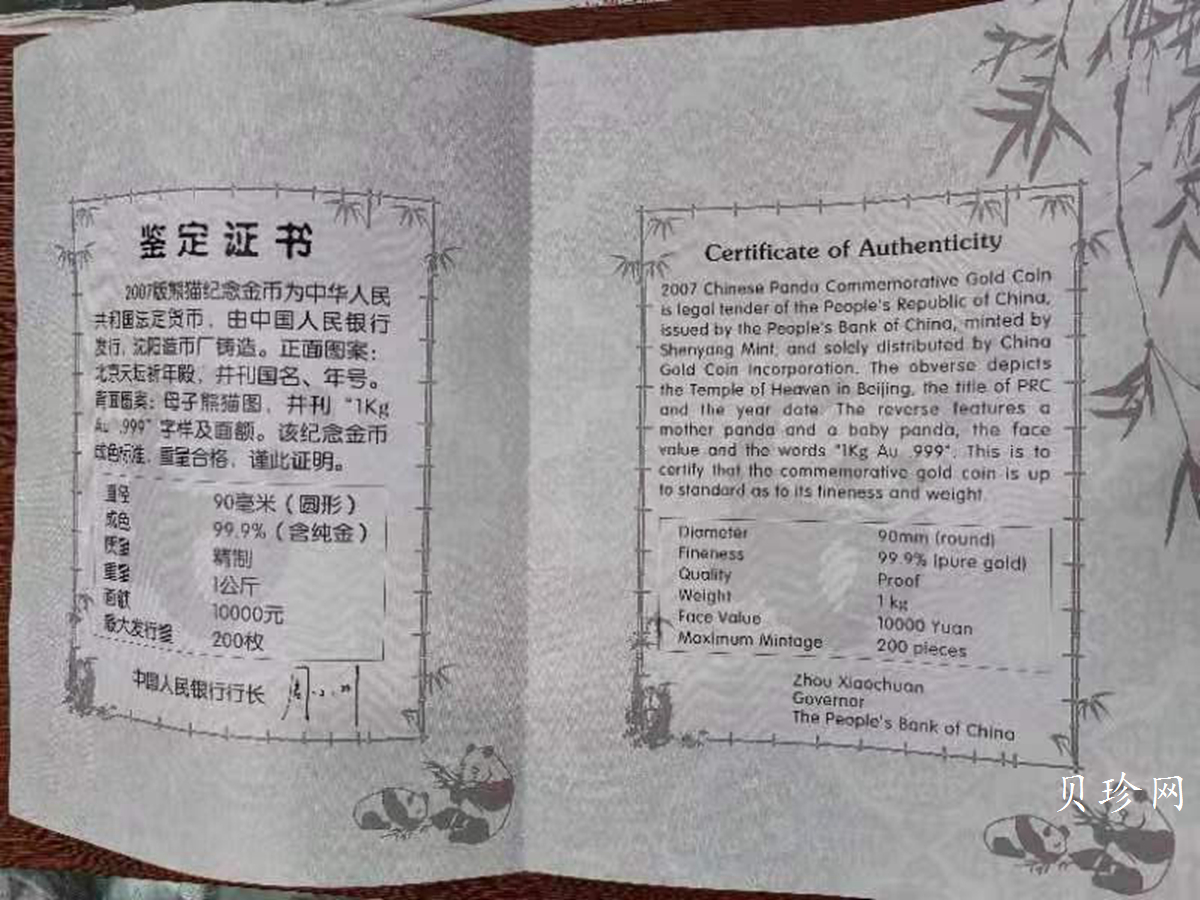 鉴定证书
2007版熊猫纪念金币为中华人民
共和国法定货币，由中国人民银行
发行，沈阳造币厂铸造。正面图案：
北京天坛祈年殿，并刊国名、年号。
背面图案：母子熊猫图，并刊“1Kg
Au .999”字样及面额。该纪念金币
成色标准，重量合格，谨此证明。
直径 90毫米（圆形）
成色 99.9%（含纯金）
质量 精制
重量 1公斤
面额 10000元
最大发行量 200枚
中国人民银行行长
Certificate of Authenticity
2007 Chinese Panda Commemorative Gold Coin
is legal tender of the People's Republic of China,
issued by the People's Bank of China, minted by
Shenyang Mint, and solely distributed by China
Gold Coin Incorporation. The obverse depicts
the Temple of Heaven in Beijing, the title of PRC
and the year date. The reverse features a
mother panda and a baby panda, the face
value and the words "1Kg Au .999". This is to
certify that the commemorative gold coin is up
to standard as to its fineness and weight.
Diameter 90mm (round)
Fineness 99.9% (pure gold)
Quality Proof
Weight 1 kg
Face Value 10000 Yuan
Maximum Mintage 200 pieces
Zhou Xiaochuan
Governor
The People's Bank of China
贝珍网